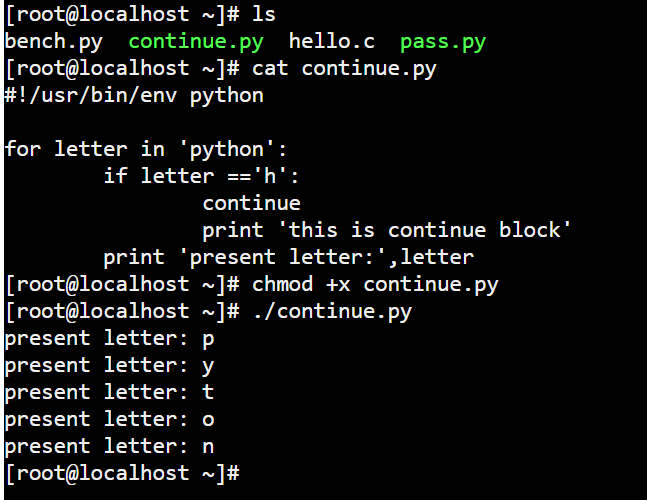 [root@localhost ~]# ls
bench.py  continue.py  hello.c  pass.py
[root@localhost ~]# cat continue.py
#!/usr/bin/env python

for letter in 'python':
        if letter =='h':
                continue
                print 'this is continue block'
        print 'present letter:',letter
[root@localhost ~]# chmod +x continue.py
[root@localhost ~]# ./continue.py
present letter: p
present letter: y
present letter: t
present letter: o
present letter: n
[root@localhost ~]#